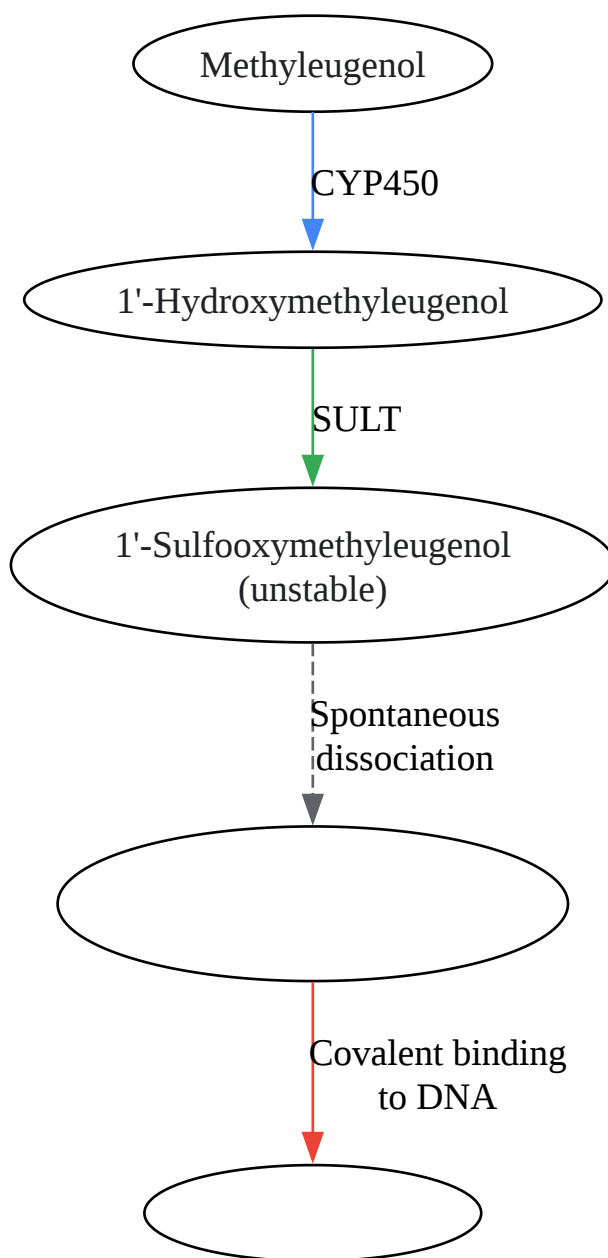 Methyleugenol
CYP450
1'-Hydroxymethyleugenol
SULT
1'-Sulfooxymethyleugenol
(unstable)
Spontaneous
dissociation
Covalent binding
to DNA